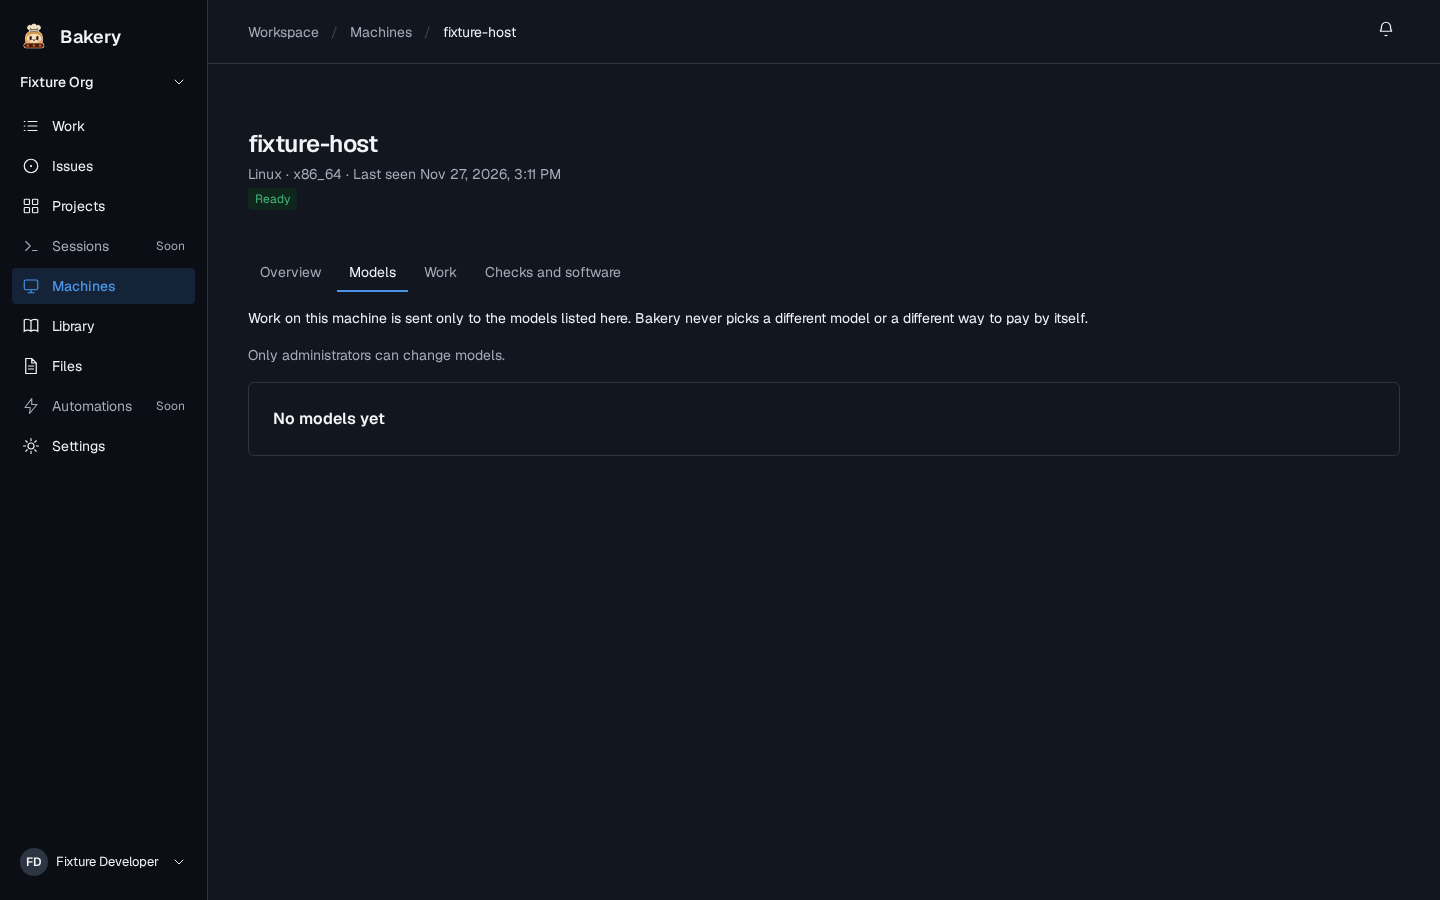 Bakery
Fixture Org
Work
Issues
Projects
Sessions Soon
Machines
Library
Files
Automations Soon
Settings
FD Fixture Developer
Workspace / Machines / fixture-host
fixture-host
Linux · x86_64 · Last seen Nov 27, 2026, 3:11 PM
Ready
Overview Models Work Checks and software
Work on this machine is sent only to the models listed here. Bakery never picks a different model or a different way to pay by itself.
Only administrators can change models.
No models yet